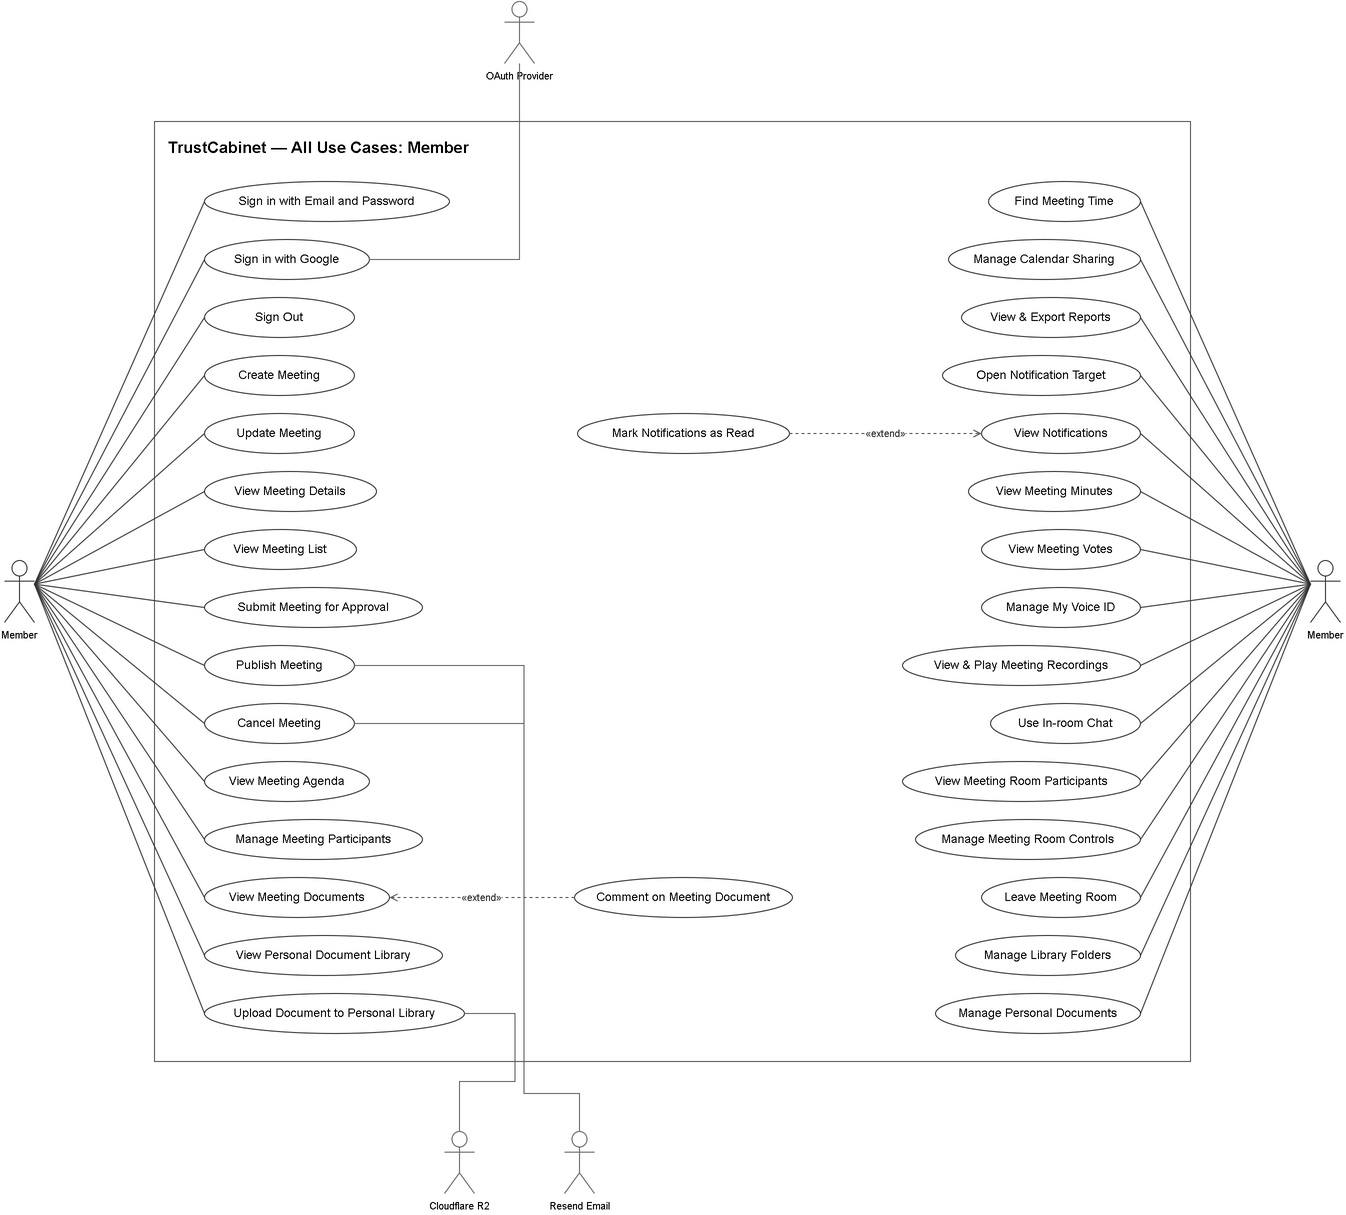 OAuth Provider
TrustCabinet — All Use Cases: Member
Sign in with Email and Password
Find Meeting Time
Sign in with Google
Manage Calendar Sharing
Sign Out
View & Export Reports
Create Meeting
Open Notification Target
Update Meeting
Mark Notifications as Read
«extend»
View Notifications
View Meeting Details
View Meeting Minutes
View Meeting List
View Meeting Votes
Submit Meeting for Approval
Manage My Voice ID
Member
Member
Publish Meeting
View & Play Meeting Recordings
Cancel Meeting
Use In-room Chat
View Meeting Agenda
View Meeting Room Participants
Manage Meeting Participants
Manage Meeting Room Controls
View Meeting Documents
«extend»
Comment on Meeting Document
Leave Meeting Room
View Personal Document Library
Manage Library Folders
Upload Document to Personal Library
Manage Personal Documents
Cloudflare R2
Resend Email